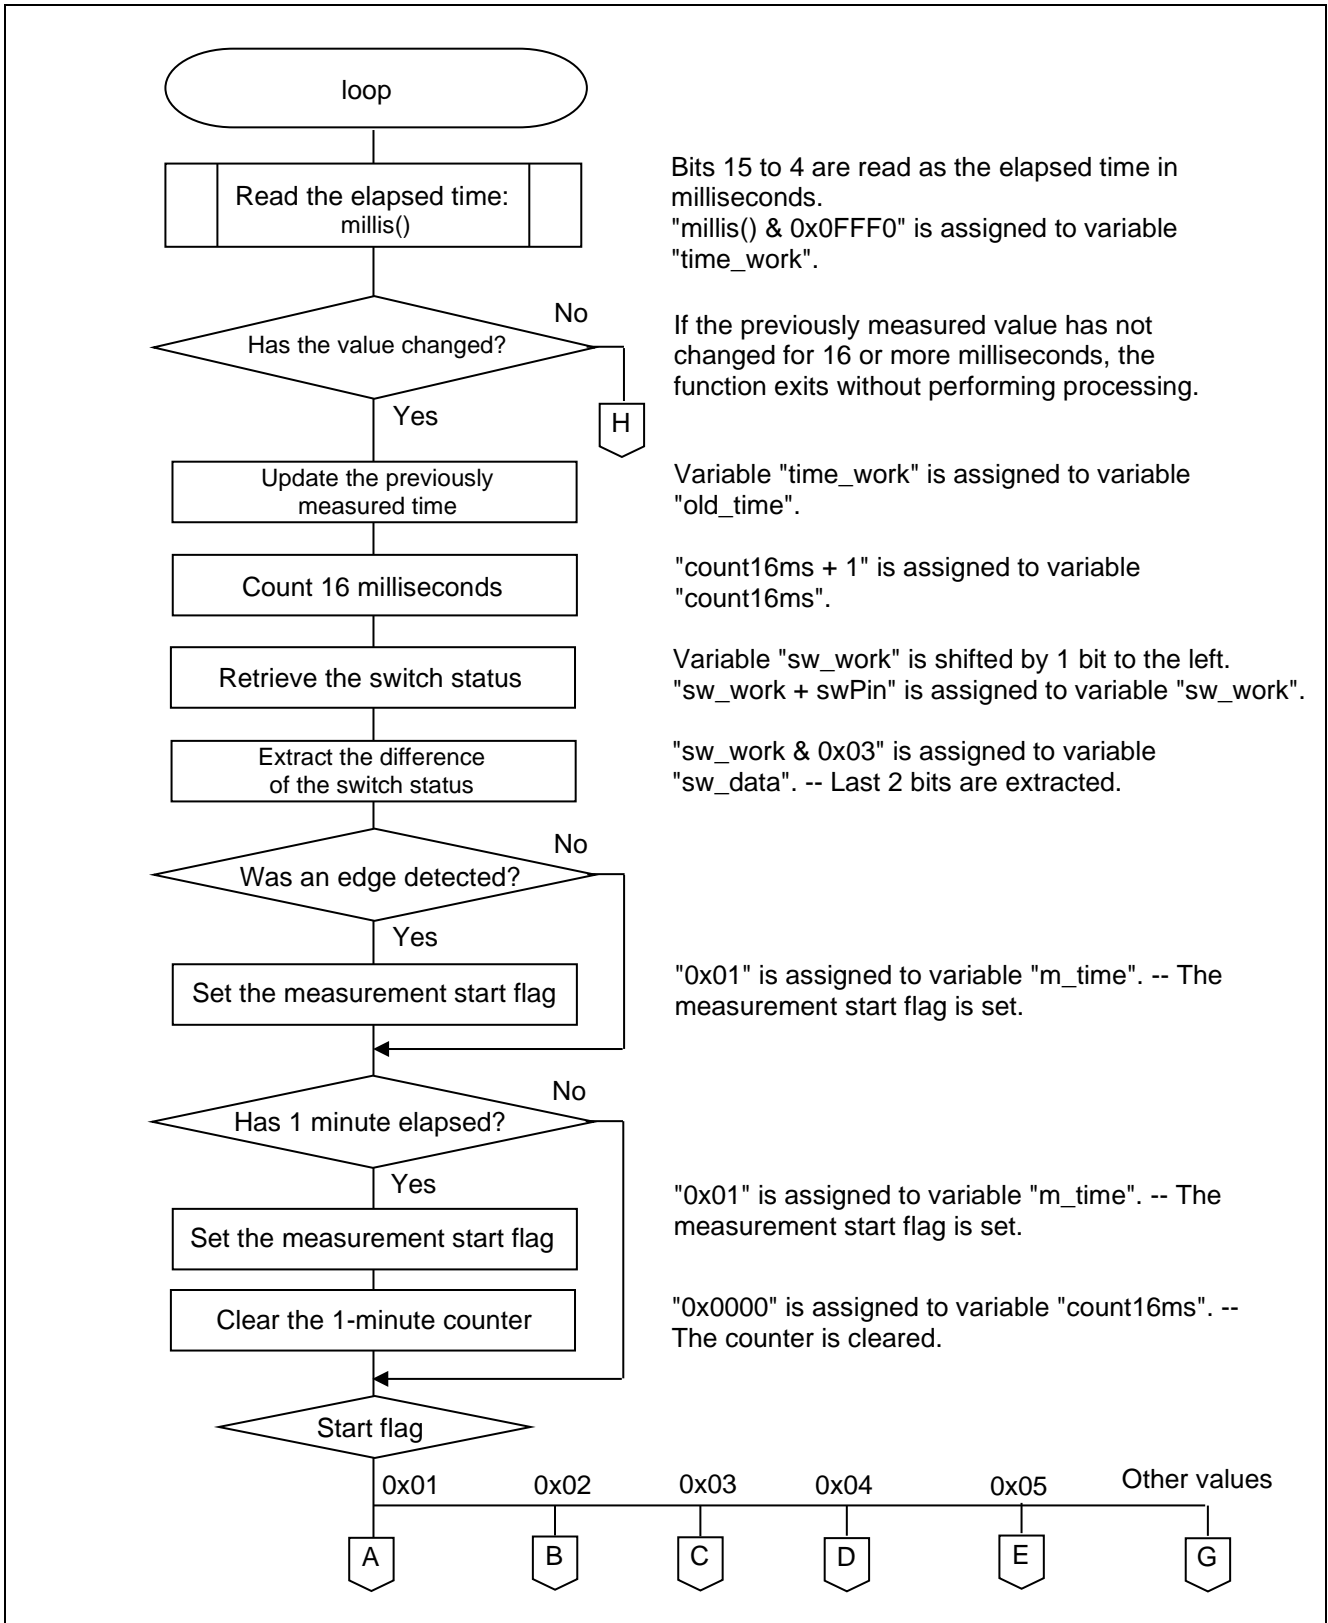 loop
Read the elapsed time:
millis()
Bits 15 to 4 are read as the elapsed time in
milliseconds.
"millis() & 0x0FFF0" is assigned to variable
"time_work".
Has the value changed?
No
If the previously measured value has not
changed for 16 or more milliseconds, the
function exits without performing processing.
H
Yes
Update the previously
measured time
Variable "time_work" is assigned to variable
"old_time".
Count 16 milliseconds
"count16ms + 1" is assigned to variable
"count16ms".
Retrieve the switch status
Variable "sw_work" is shifted by 1 bit to the left.
"sw_work + swPin" is assigned to variable "sw_work".
Extract the difference
of the switch status
"sw_work & 0x03" is assigned to variable
"sw_data". -- Last 2 bits are extracted.
Was an edge detected?
No
Yes
Set the measurement start flag
"0x01" is assigned to variable "m_time". -- The
measurement start flag is set.
Has 1 minute elapsed?
No
Yes
Set the measurement start flag
"0x01" is assigned to variable "m_time". -- The
measurement start flag is set.
Clear the 1-minute counter
"0x0000" is assigned to variable "count16ms". --
The counter is cleared.
Start flag
0x01 0x02 0x03 0x04 0x05 Other values
A B C D E G